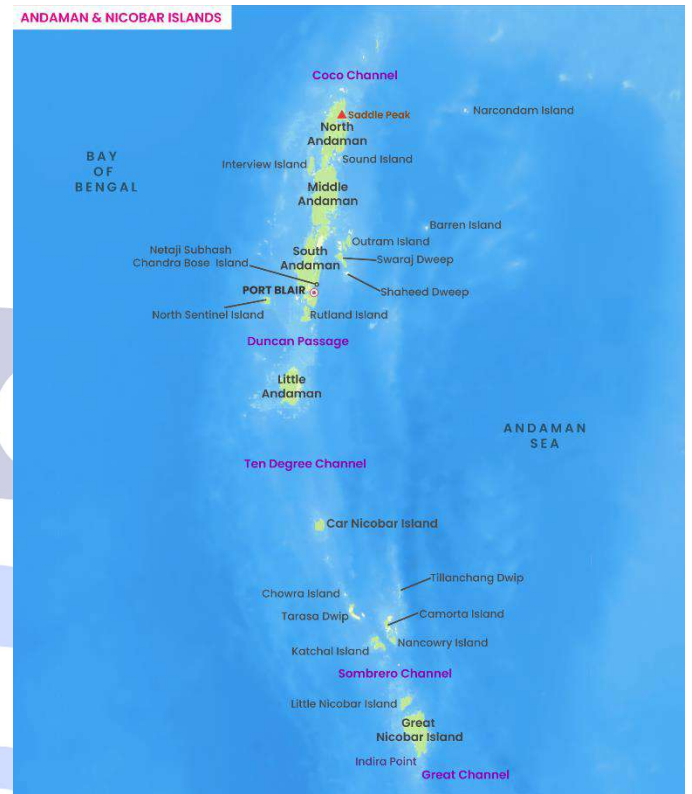 ANDAMAN & NICOBAR ISLANDS
Coco Channel
Saddle Peak
Narcondam Island
North
Andaman
BAY
OF
BENGAL
Interview Island
Sound Island
Middle
Andaman
Barren Island
Outram Island
Netaji Subhash
Chandra Bose Island
South
Andaman
Swaraj Dweep
PORT BLAIR
Shaheed Dweep
North Sentinel Island
Rutland Island
Duncan Passage
Little
Andaman
ANDAMAN
SEA
Ten Degree Channel
Car Nicobar Island
Tillanchang Dwip
Chowra Island
Tarasa Dwip
Camorta Island
Nancowry Island
Katchal Island
Sombrero Channel
Little Nicobar Island
Great
Nicobar Island
Indira Point
Great Channel